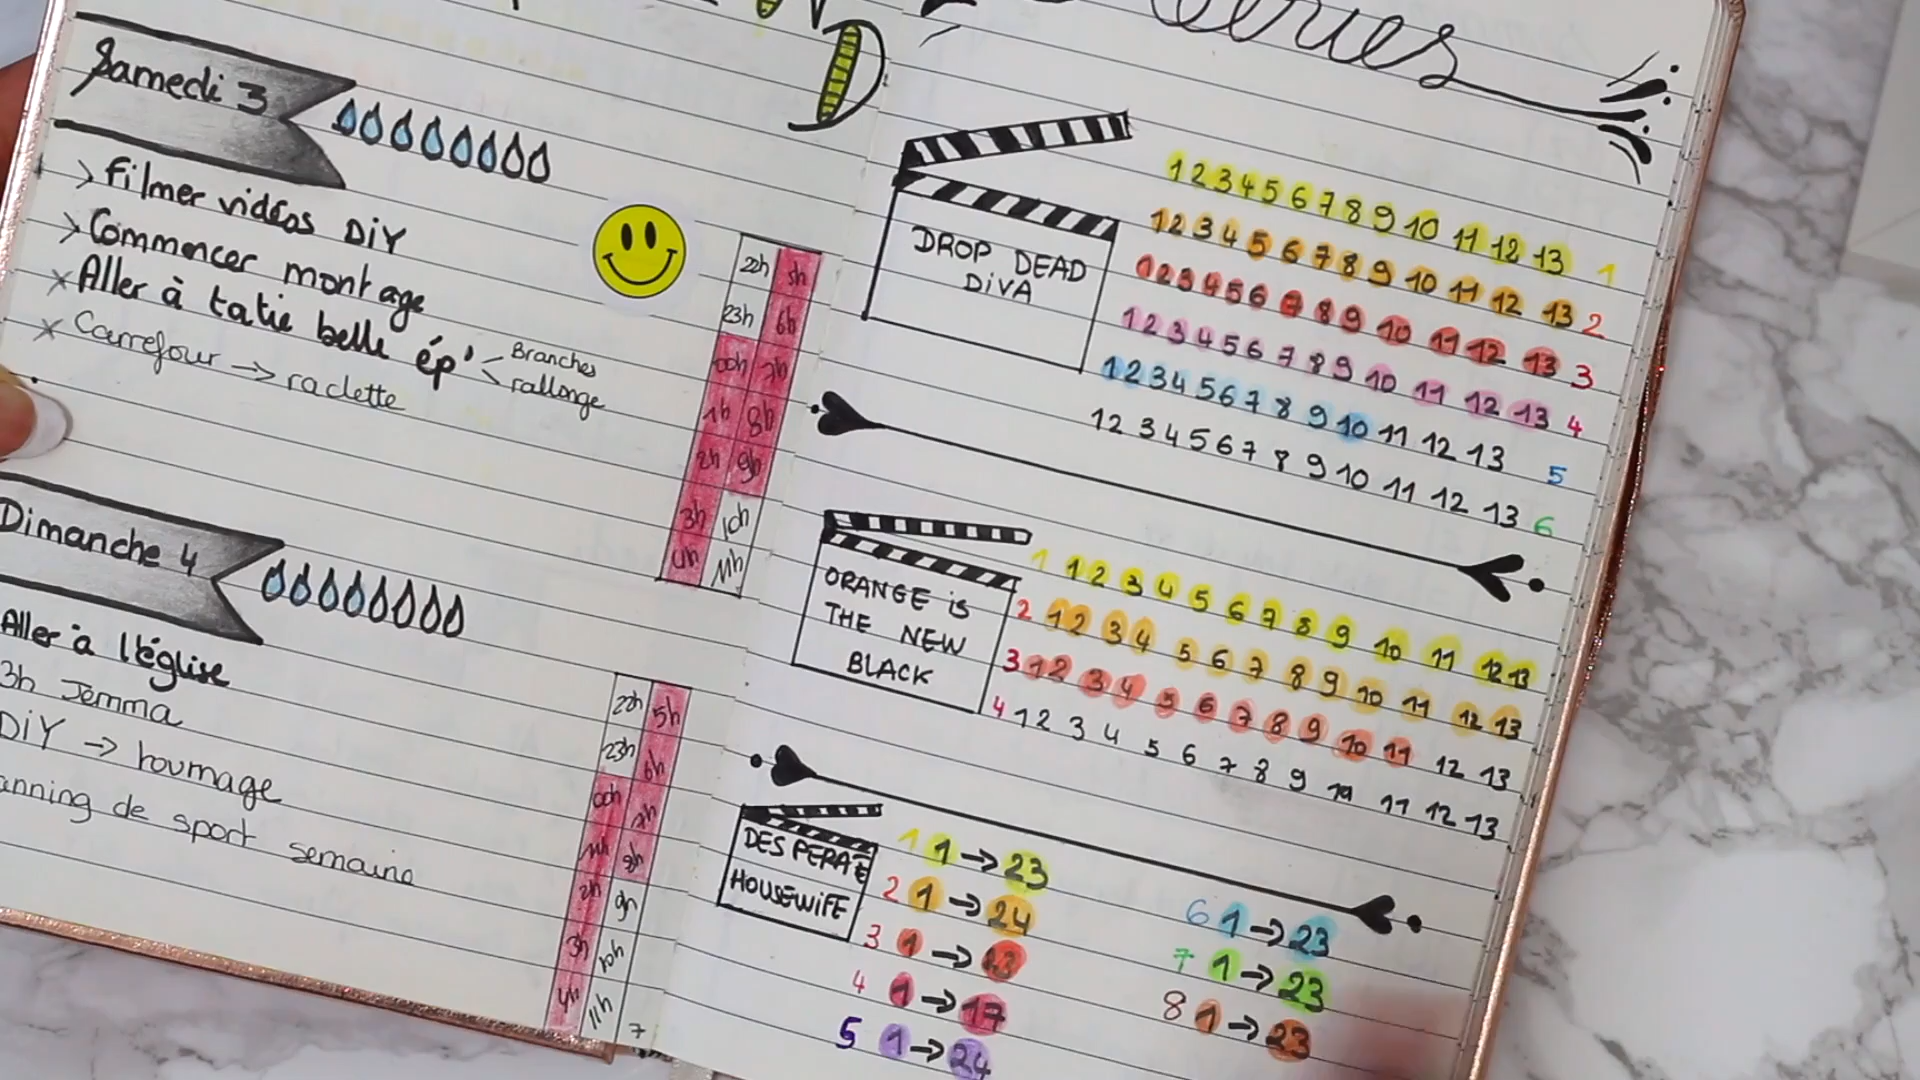 D
Samedi 3
> Filmer vidéos DiY
> Commencer montage
× Aller à tatie belle ép' < Branches
rallonge
× Carrefour → raclette
22h 5h
23h 6h
00h 7h
1h 8h
2h 9h
3h 10h
4h 11h
Dimanche 4
Aller à l'église
3h Jemma
DiY →
anning de sport semaine
22h 5h
23h 6h
00h 7h
1h 8h
2h 9h
3h 10h
4h 11h
7
DROP DEAD
DiVA
1 2 3 4 5 6 7 8 9 10 11 12 13 1
1 2 3 4 5 6 7 8 9 10 11 12 13 2
1 2 3 4 5 6 7 8 9 10 11 12 13 3
1 2 3 4 5 6 7 8 9 10 11 12 13 4
1 2 3 4 5 6 7 8 9 10 11 12 13 5
1 2 3 4 5 6 7 8 9 10 11 12 13 6
ORANGE iS
THE NEW
BLACK
1 1 2 3 4 5 6 7 8 9 10 11 12 13
2 1 2 3 4 5 6 7 8 9 10 11 12 13
3 1 2 3 4 5 6 7 8 9 10 11 12 13
4 1 2 3 4 5 6 7 8 9 10 11 12 13
DESPERATE
HOUSEWiFE
1 1 → 23
2 1 → 24
3 1 → 23
4 1 → 17
5 1 → 24
6 1 → 23
7 1 → 23
8 1 → 23